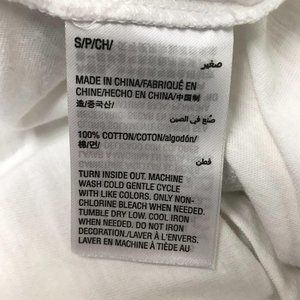 S/P/CH/
صغير
MADE IN CHINA/FABRIQUÉ EN
CHINE/HECHO EN CHINA/中国制
造/중국산/
صُنع في الصين
100% COTTON/COTON/algodón/
棉/면/
قطن
TURN INSIDE OUT. MACHINE
WASH COLD GENTLE CYCLE
WITH LIKE COLORS. ONLY NON-
CHLORINE BLEACH WHEN NEEDED.
TUMBLE DRY LOW. COOL IRON
WHEN NEEDED. DO NOT IRON
DECORATION./LAVER À L'ENVERS.
LAVER EN MACHINE À TIÈDE AU